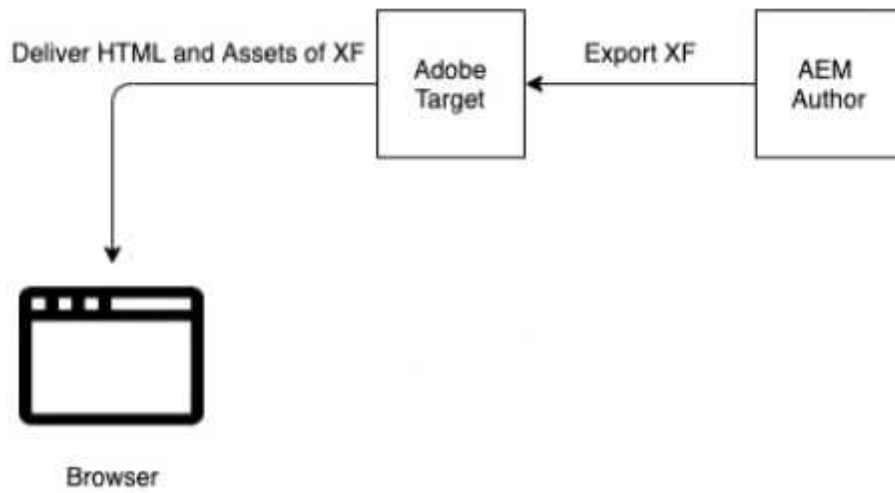 Deliver HTML and Assets of XF
Adobe
Target
Export XF
AEM
Author
Browser